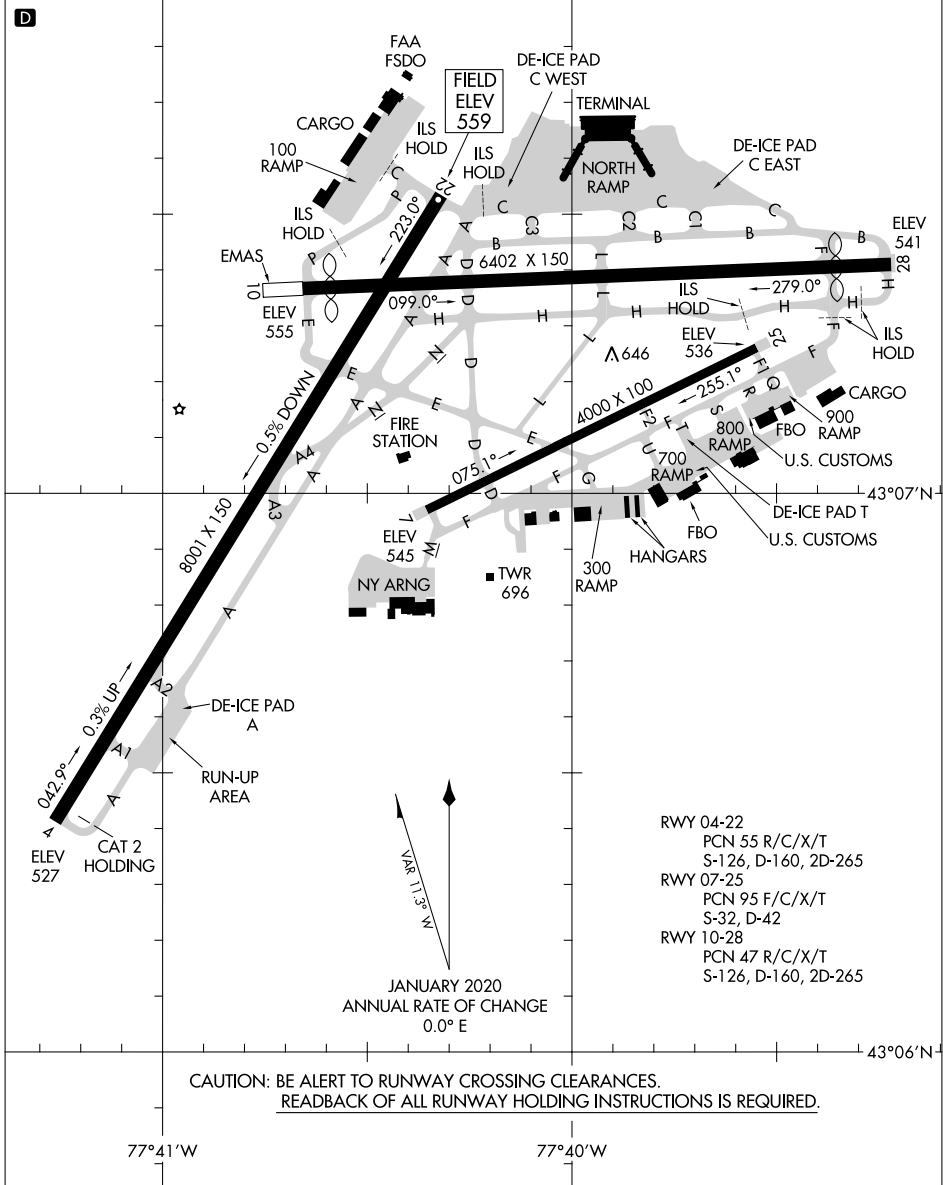 D
FAA
FSDO
DE-ICE PAD
C WEST
FIELD
ELEV
559
TERMINAL
CARGO
ILS
HOLD
100
RAMP
ILS
HOLD
DE-ICE PAD
C EAST
NORTH
RAMP
C
P
22
C
C
C
A
C3
C2
C1
ILS
HOLD
223.0°
B
B
B
B
F
ELEV
541
P
A
D
6402 X 150
L
28
EMAS
10
279.0°
H
ELEV
555
099.0°
D
L
ILS
HOLD
H
H
E
A
H
H
H
F
ILS
HOLD
N
L
646
ELEV
536
25
F
E
D
F1
Q
0.5% DOWN
A
N
E
L
4000 X 100
255.1°
R
CARGO
FIRE
STATION
F2
F
S
900
RAMP
800
RAMP
FBO
A4
D
E
T
U
U.S. CUSTOMS
A
075.1°
F
G
700
RAMP
D
43°07'N
A3
7
F
DE-ICE PAD T
8001 X 150
ELEV
545
W
FBO
U.S. CUSTOMS
300
RAMP
HANGARS
NY ARNG
TWR
696
A
A2
DE-ICE PAD
A
0.3% UP
A1
RUN-UP
AREA
042.9°
A
4
CAT 2
HOLDING
ELEV
527
VAR 11.3° W
RWY 04-22
PCN 55 R/C/X/T
S-126, D-160, 2D-265
RWY 07-25
PCN 95 F/C/X/T
S-32, D-42
RWY 10-28
PCN 47 R/C/X/T
S-126, D-160, 2D-265
JANUARY 2020
ANNUAL RATE OF CHANGE
0.0° E
43°06'N
CAUTION: BE ALERT TO RUNWAY CROSSING CLEARANCES.
READBACK OF ALL RUNWAY HOLDING INSTRUCTIONS IS REQUIRED.
77°41'W
77°40'W